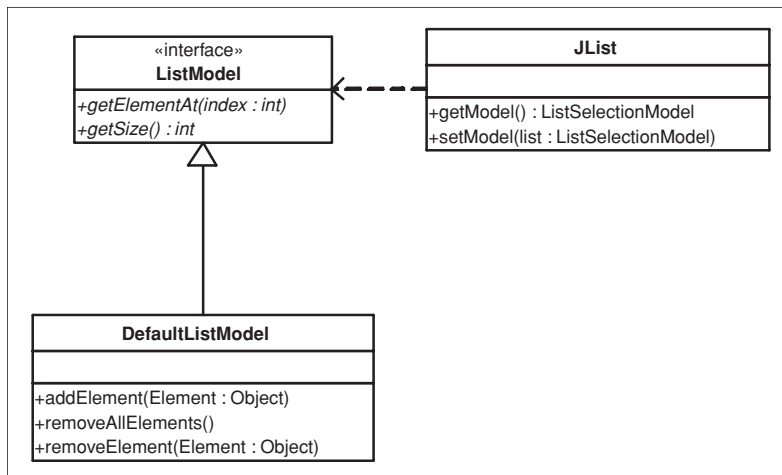 «interface»
ListModel
+getElementAt(index : int)
+getSize() : int
JList
+getModel() : ListSelectionModel
+setModel(list : ListSelectionModel)
DefaultListModel
+addElement(Element : Object)
+removeAllElements()
+removeElement(Element : Object)